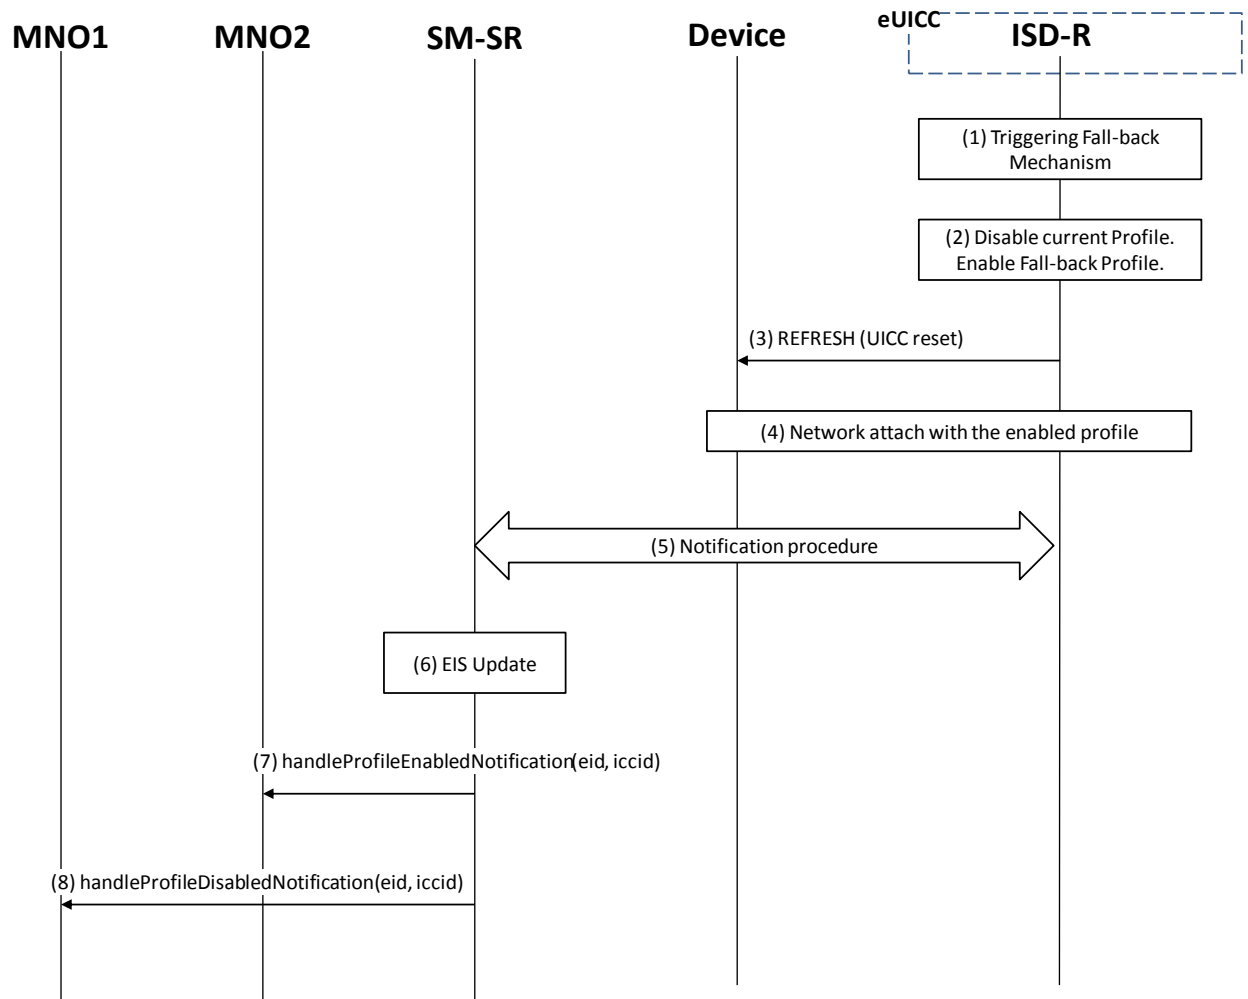 MNO1
MNO2
SM-SR
Device
eUICC
ISD-R
(1) Triggering Fall-back
Mechanism
(2) Disable current Profile.
Enable Fall-back Profile.
(3) REFRESH (UICC reset)
(4) Network attach with the enabled profile
(5) Notification procedure
(6) EIS Update
(7) handleProfileEnabledNotification(eid, iccid)
(8) handleProfileDisabledNotification(eid, iccid)